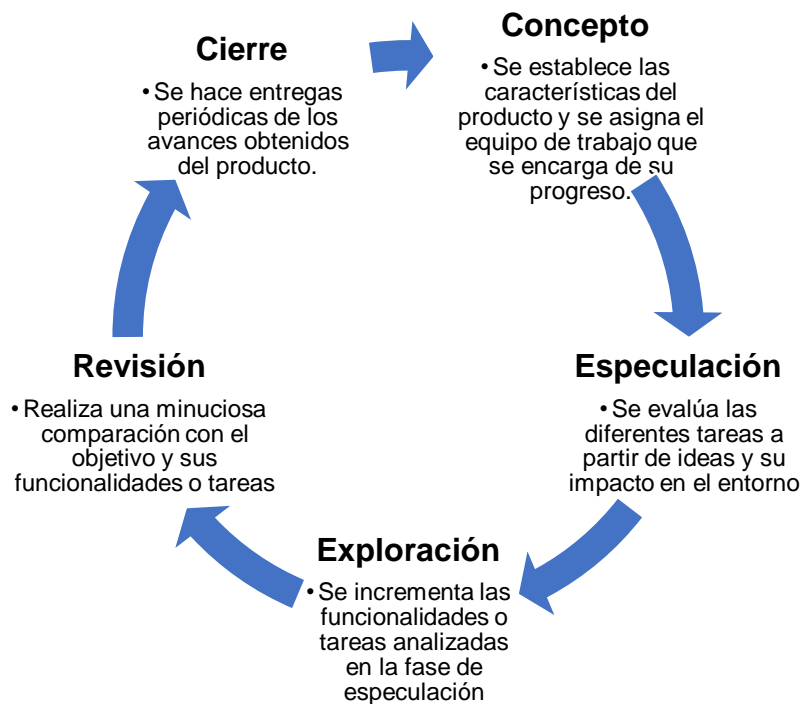 Concepto
• Se establece las
características del
producto y se asigna el
equipo de trabajo que
se encarga de su
progreso.
Especulación
• Se evalúa las
diferentes tareas a
partir de ideas y su
impacto en el entorno
Exploración
• Se incrementa las
funcionalidades o
tareas analizadas
en la fase de
especulación
Revisión
• Realiza una minuciosa
comparación con el
objetivo y sus
funcionalidades o tareas
Cierre
• Se hace entregas
periódicas de los
avances obtenidos
del producto.